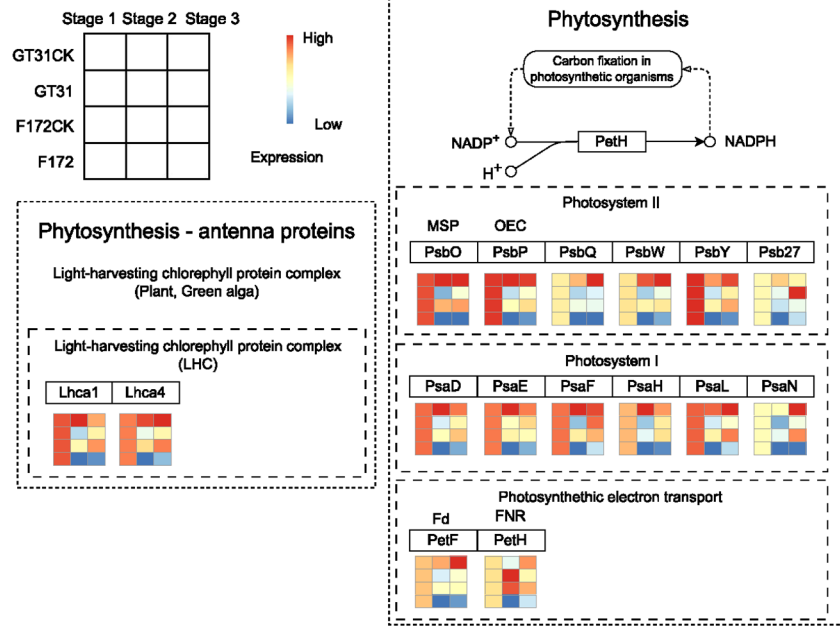 Stage 1 Stage 2 Stage 3
GT31CK
GT31
F172CK
F172
High
Low
Expression
Phytosynthesis - antenna proteins
Light-harvesting chlorophyll protein complex
(Plant, Green alga)
Light-harvesting chlorophyll protein complex
(LHC)
Lhca1 Lhca4
Phytosynthesis
Carbon fixation in
photosynthetic organisms
NADP+ PetH NADPH
H+
Photosystem II
MSP OEC
PsbO PsbP PsbQ PsbW PsbY Psb27
Photosystem I
PsaD PsaE PsaF PsaH PsaL PsaN
Photosynthethic electron transport
Fd FNR
PetF PetH